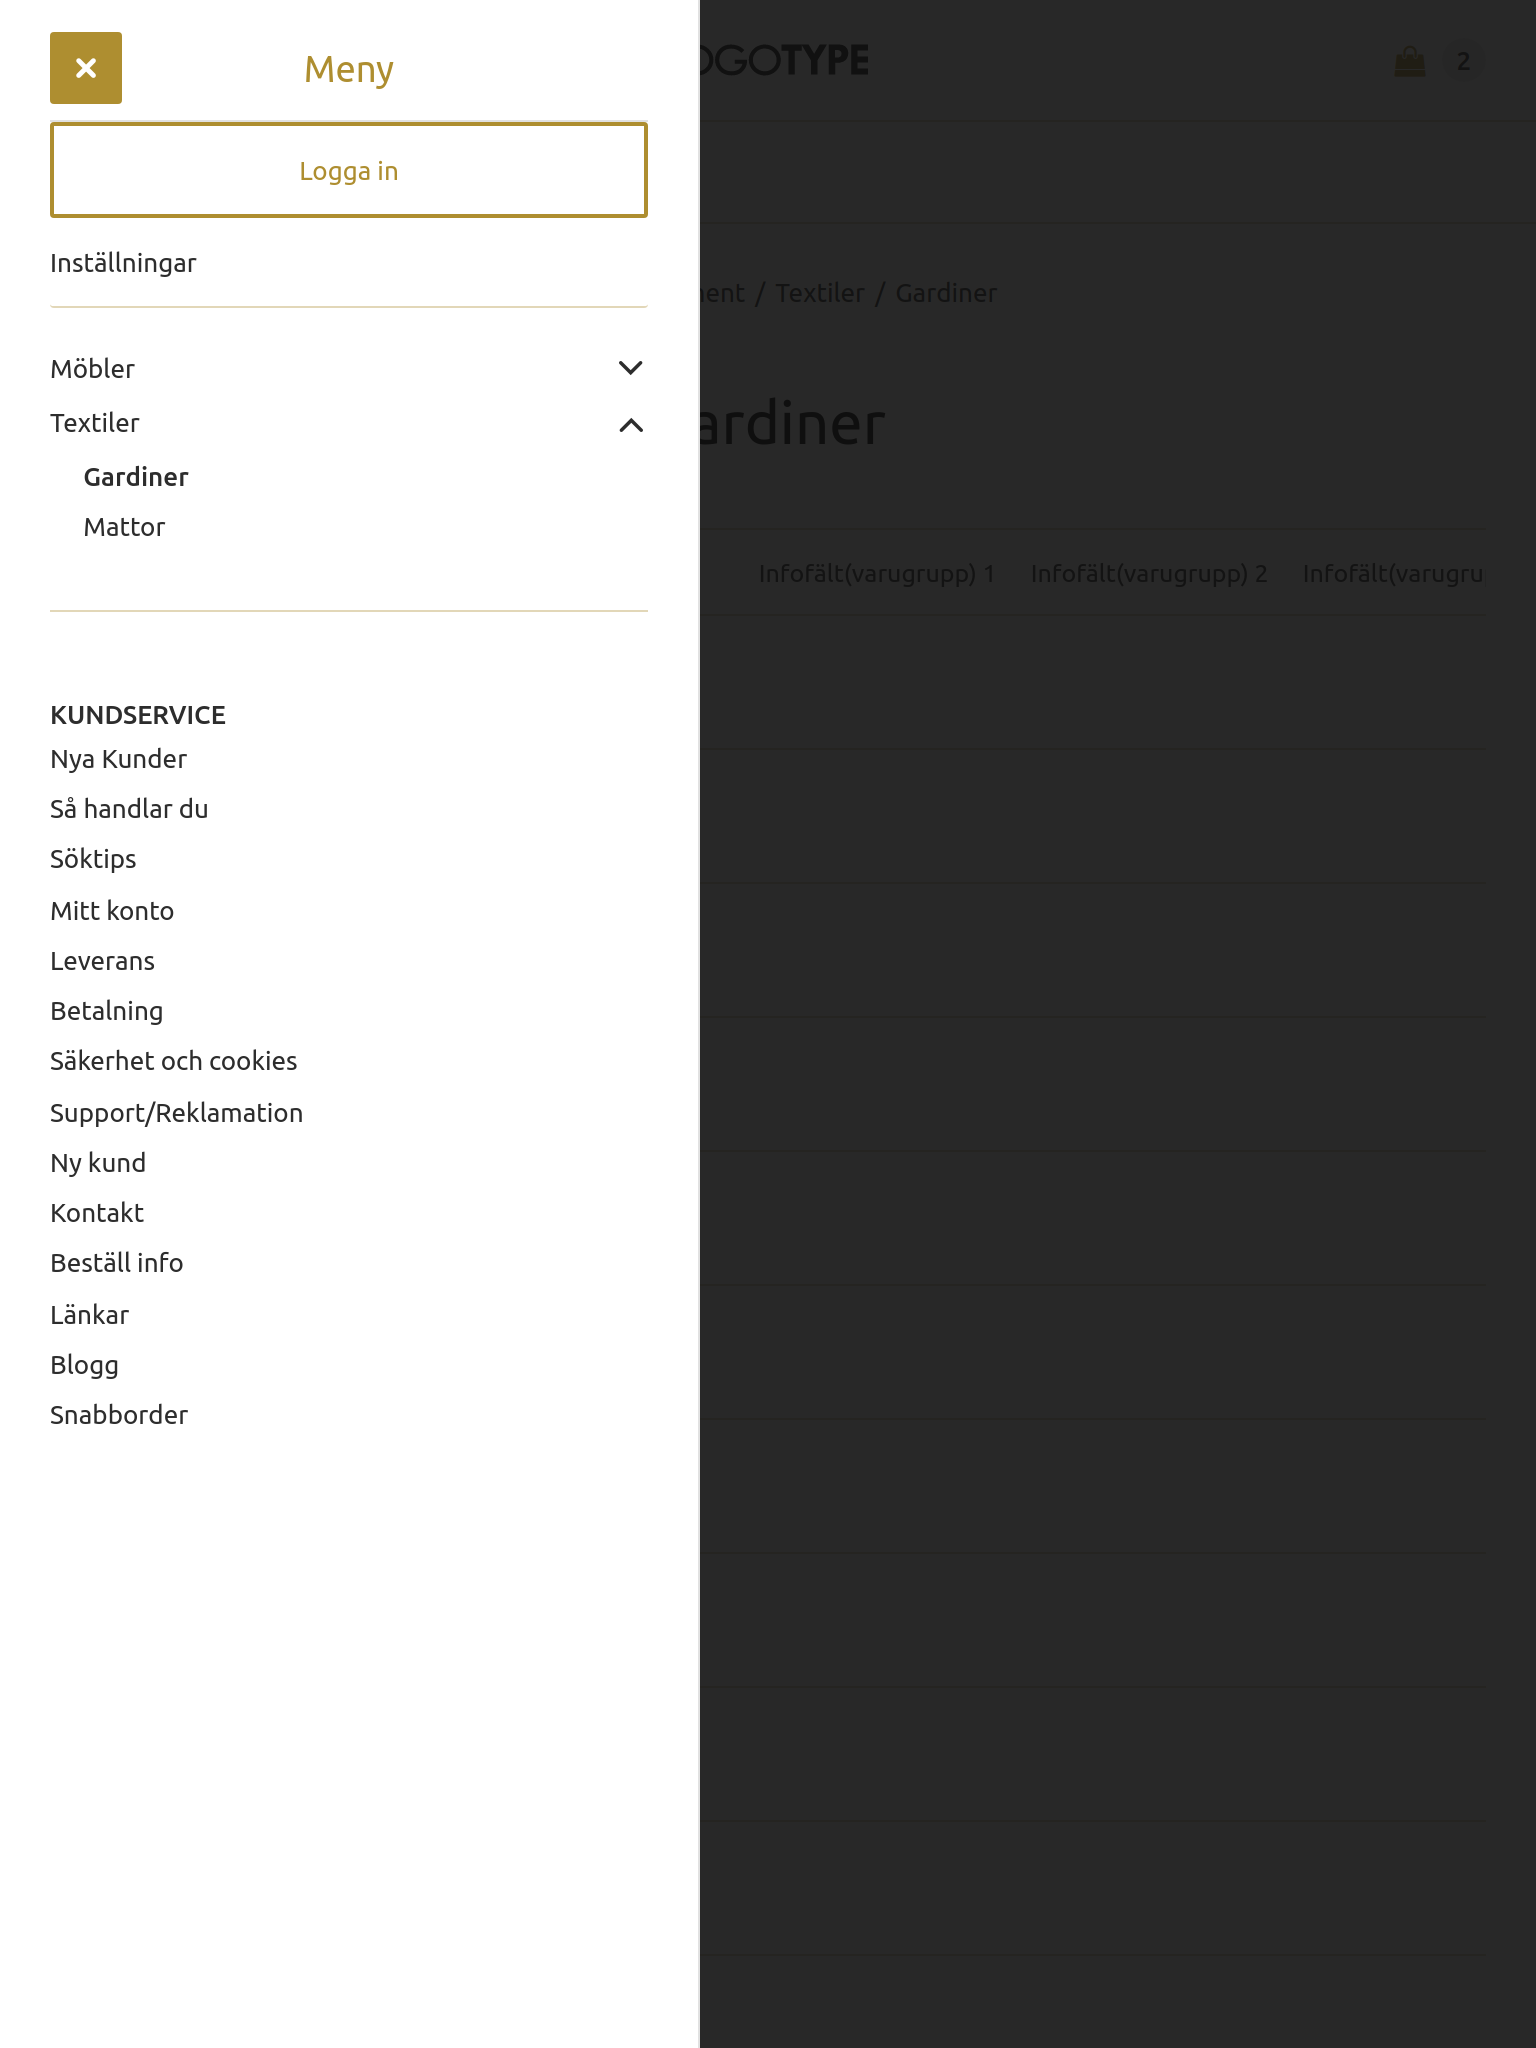 Meny
Logga in
Inställningar
Möbler
Textiler
Gardiner
Mattor
KUNDSERVICE
Nya Kunder
Så handlar du
Söktips
Mitt konto
Leverans
Betalning
Säkerhet och cookies
Support/Reklamation
Ny kund
Kontakt
Beställ info
Länkar
Blogg
Snabborder
OGOTYPE
2
ent / Textiler / Gardiner
ardiner
Infofält(varugrupp) 1 Infofält(varugrupp) 2 Infofält(varugru